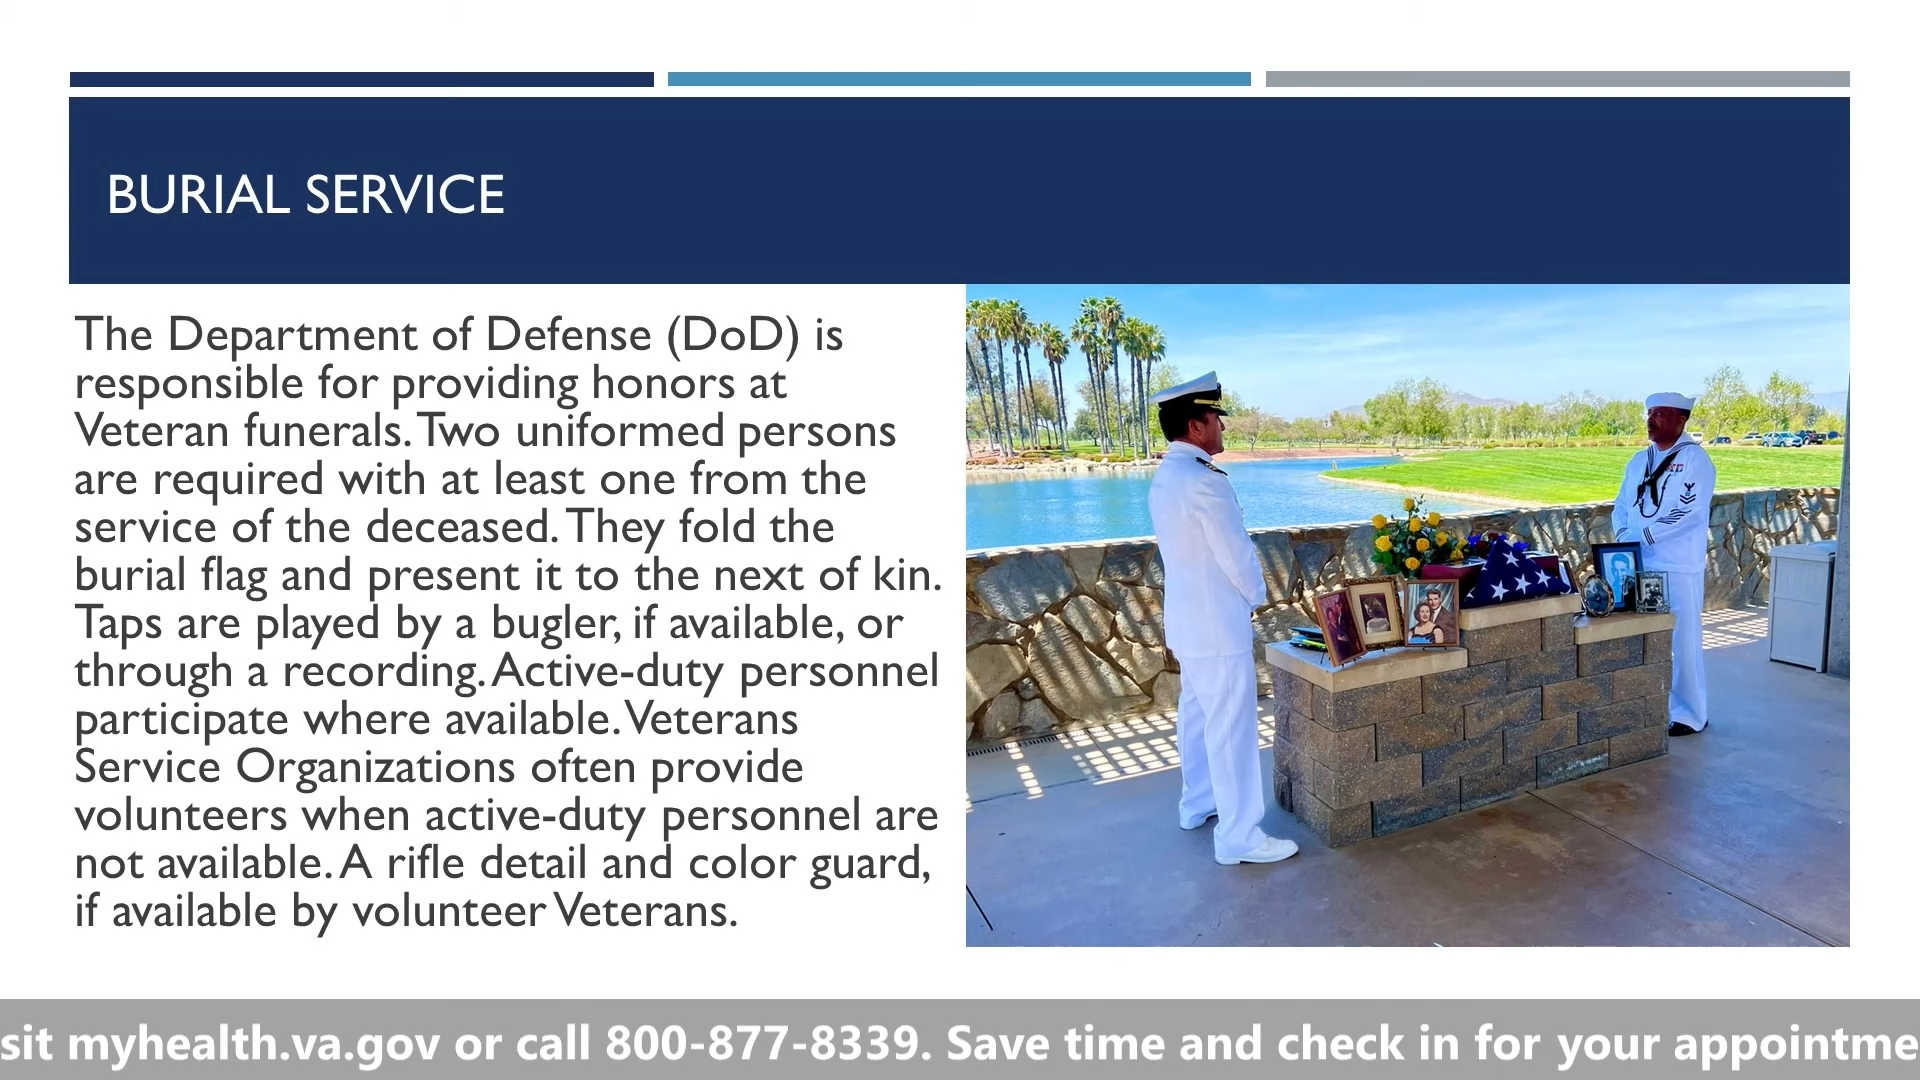 BURIAL SERVICE
The Department of Defense (DoD) is
responsible for providing honors at
Veteran funerals. Two uniformed persons
are required with at least one from the
service of the deceased. They fold the
burial flag and present it to the next of kin.
Taps are played by a bugler, if available, or
through a recording. Active-duty personnel
participate where available. Veterans
Service Organizations often provide
volunteers when active-duty personnel are
not available. A rifle detail and color guard,
if available by volunteer Veterans.
sit myhealth.va.gov or call 800-877-8339. Save time and check in for your appointme